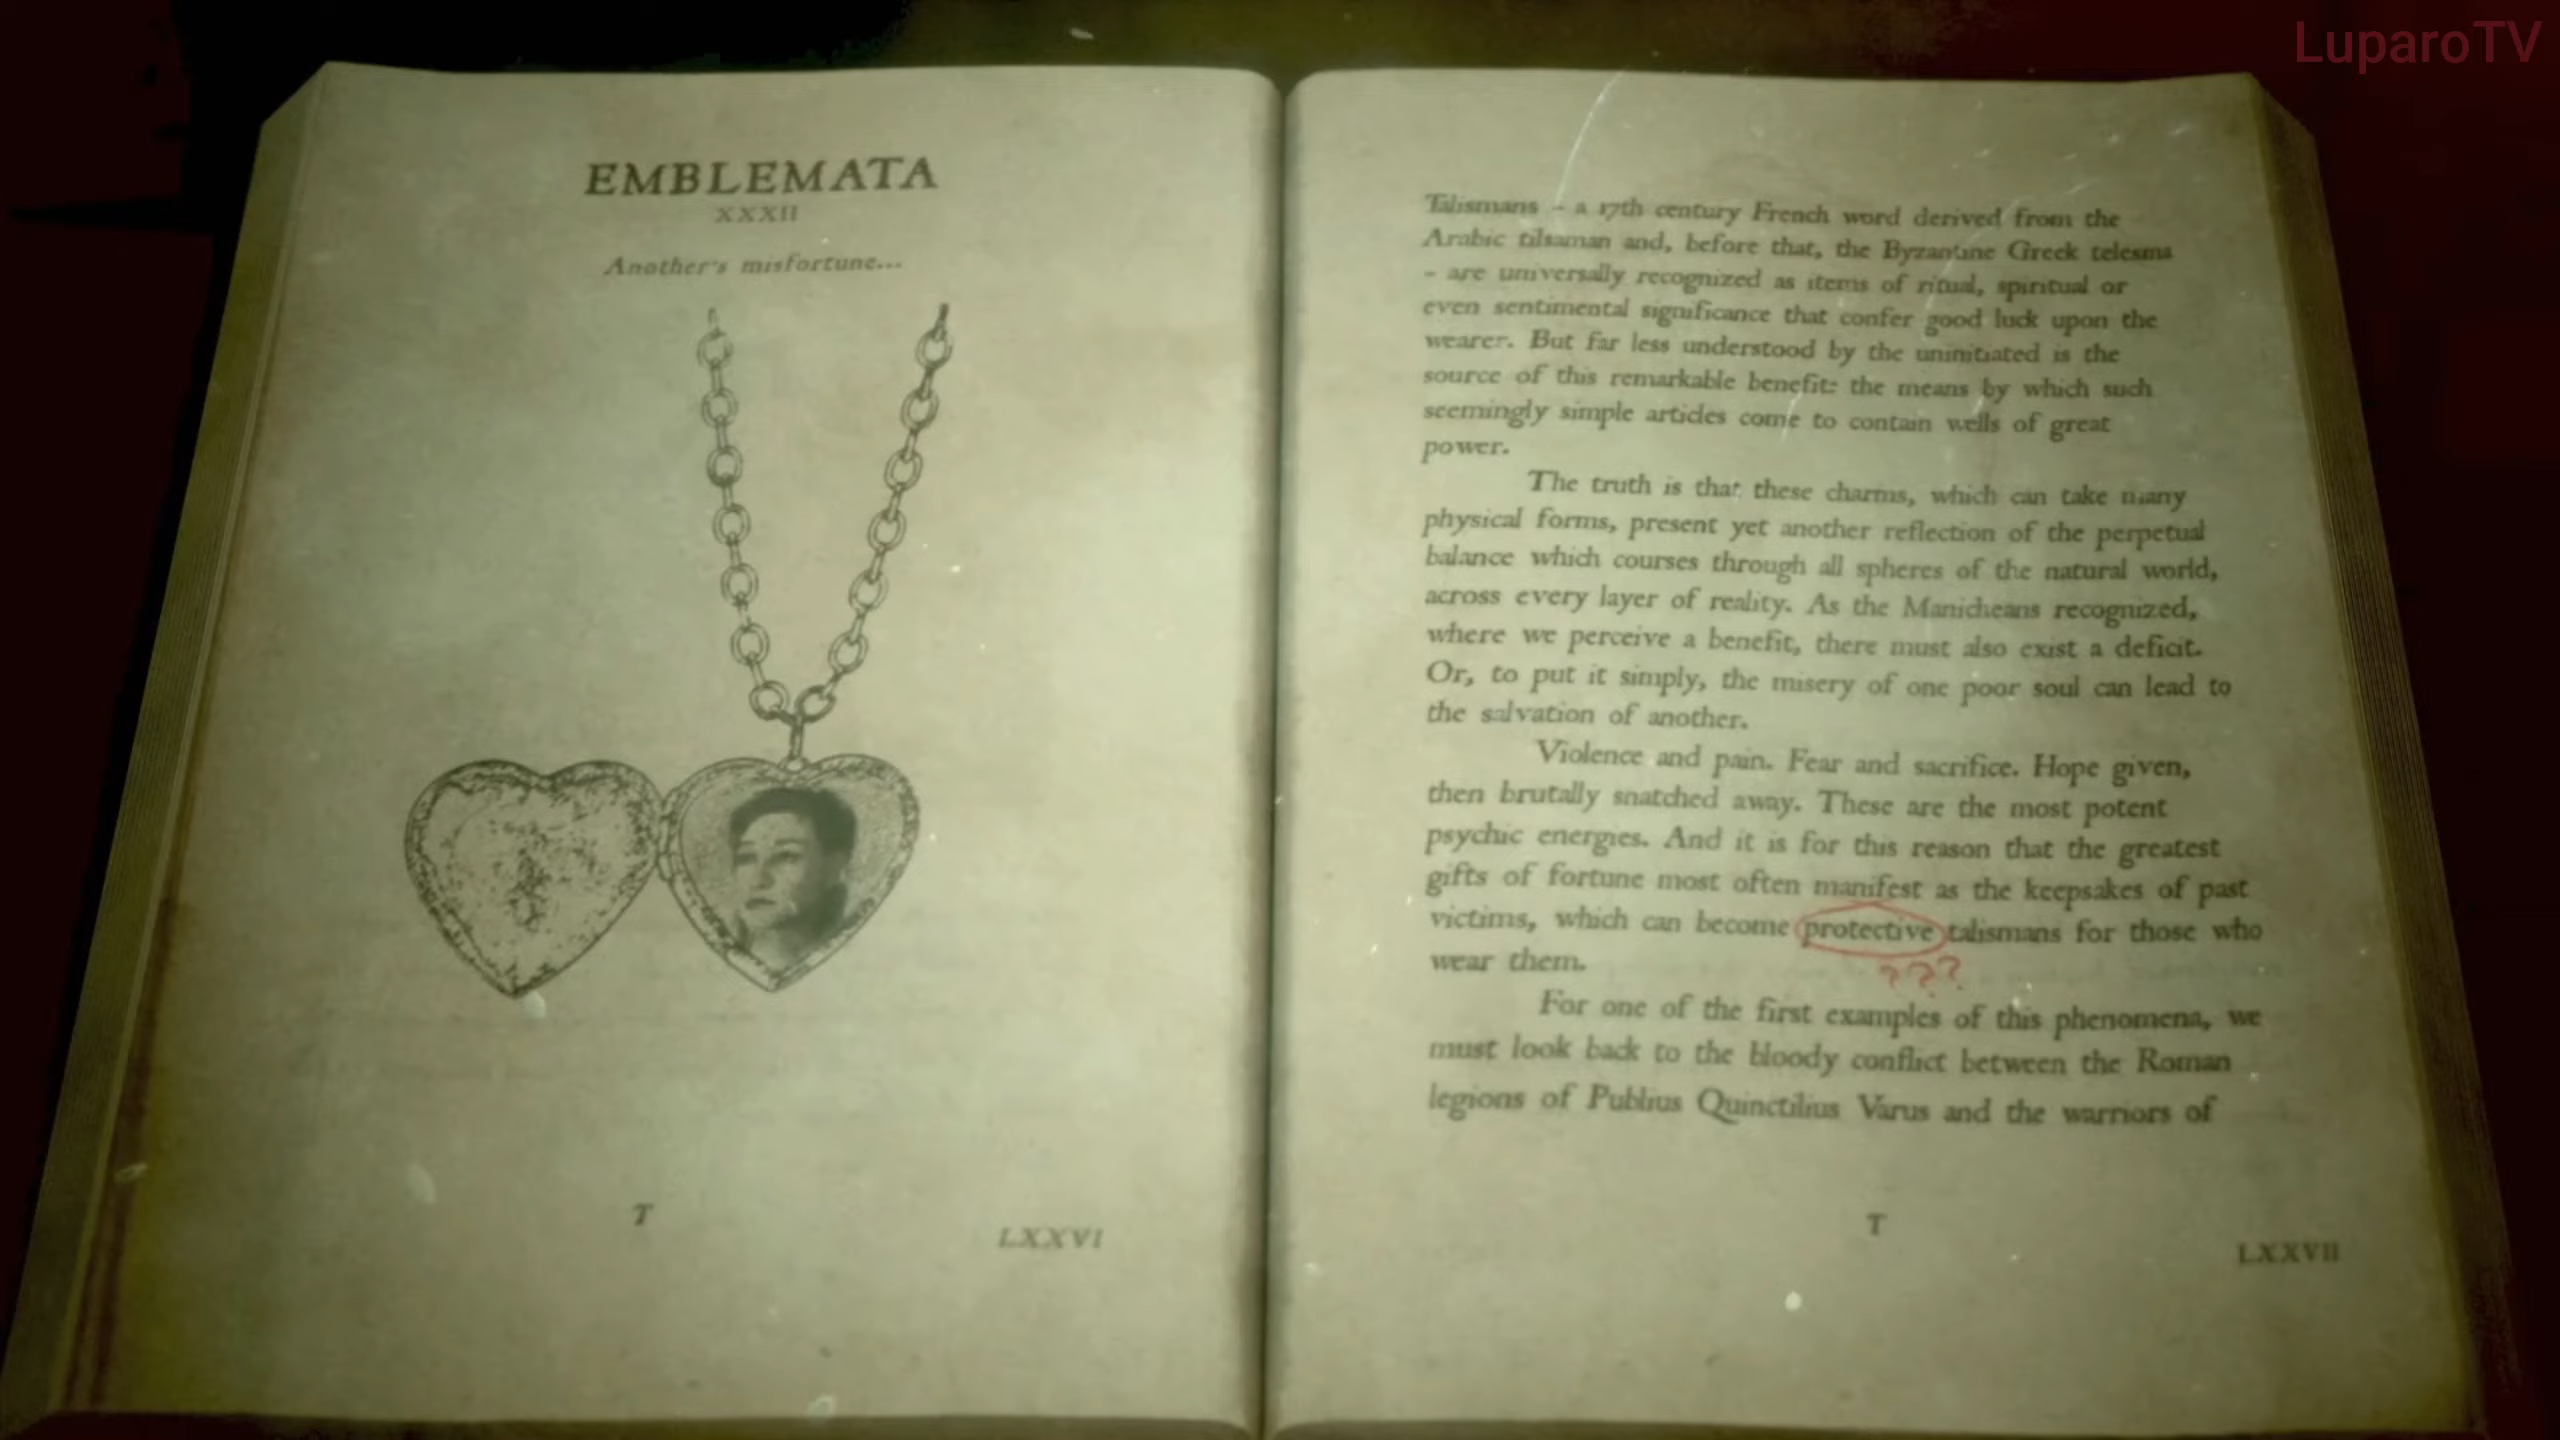 LuparoTV
EMBLEMATA
XXXII
Another's misfortune...
T
LXXVI
Talismans - a 17th century French word derived from the
Arabic tilsaman and, before that, the Byzantine Greek telesma
- are universally recognized as items of ritual, spiritual or
even sentimental significance that confer good luck upon the
wearer. But far less understood by the uninitiated is the
source of this remarkable benefit: the means by which such
seemingly simple articles come to contain wells of great
power.
The truth is that these charms, which can take many
physical forms, present yet another reflection of the perpetual
balance which courses through all spheres of the natural world,
across every layer of reality. As the Manicheans recognized,
where we perceive a benefit, there must also exist a deficit.
Or, to put it simply, the misery of one poor soul can lead to
the salvation of another.
Violence and pain. Fear and sacrifice. Hope given,
then brutally snatched away. These are the most potent
psychic energies. And it is for this reason that the greatest
gifts of fortune most often manifest as the keepsakes of past
victims, which can become protective talismans for those who
wear them.
???
For one of the first examples of this phenomena, we
must look back to the bloody conflict between the Roman
legions of Publius Quinctilius Varus and the warriors of
T
LXXVII